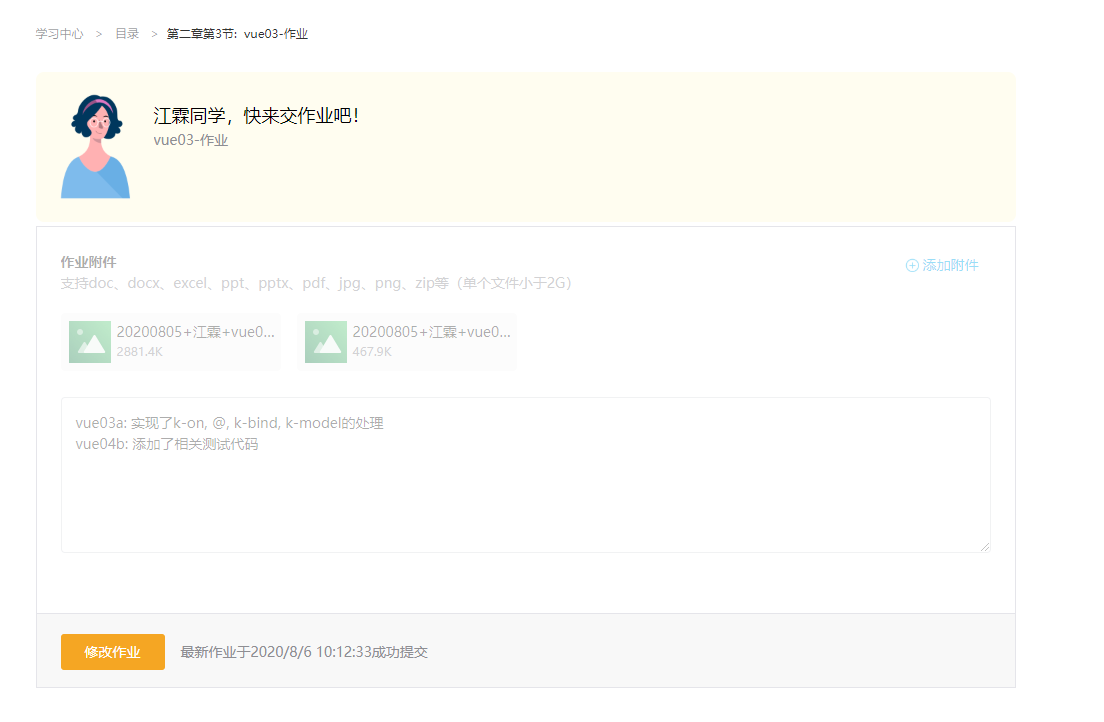 学习中心 > 目录 > 第二章第3节: vue03-作业
江霖同学，快来交作业吧！
vue03-作业
作业附件
添加附件
支持doc、docx、excel、ppt、pptx、pdf、jpg、png、zip等（单个文件小于2G）
20200805+江霖+vue0... 20200805+江霖+vue0...
2881.4K 467.9K
vue03a: 实现了k-on, @, k-bind, k-model的处理
vue04b: 添加了相关测试代码
修改作业 最新作业于2020/8/6 10:12:33成功提交